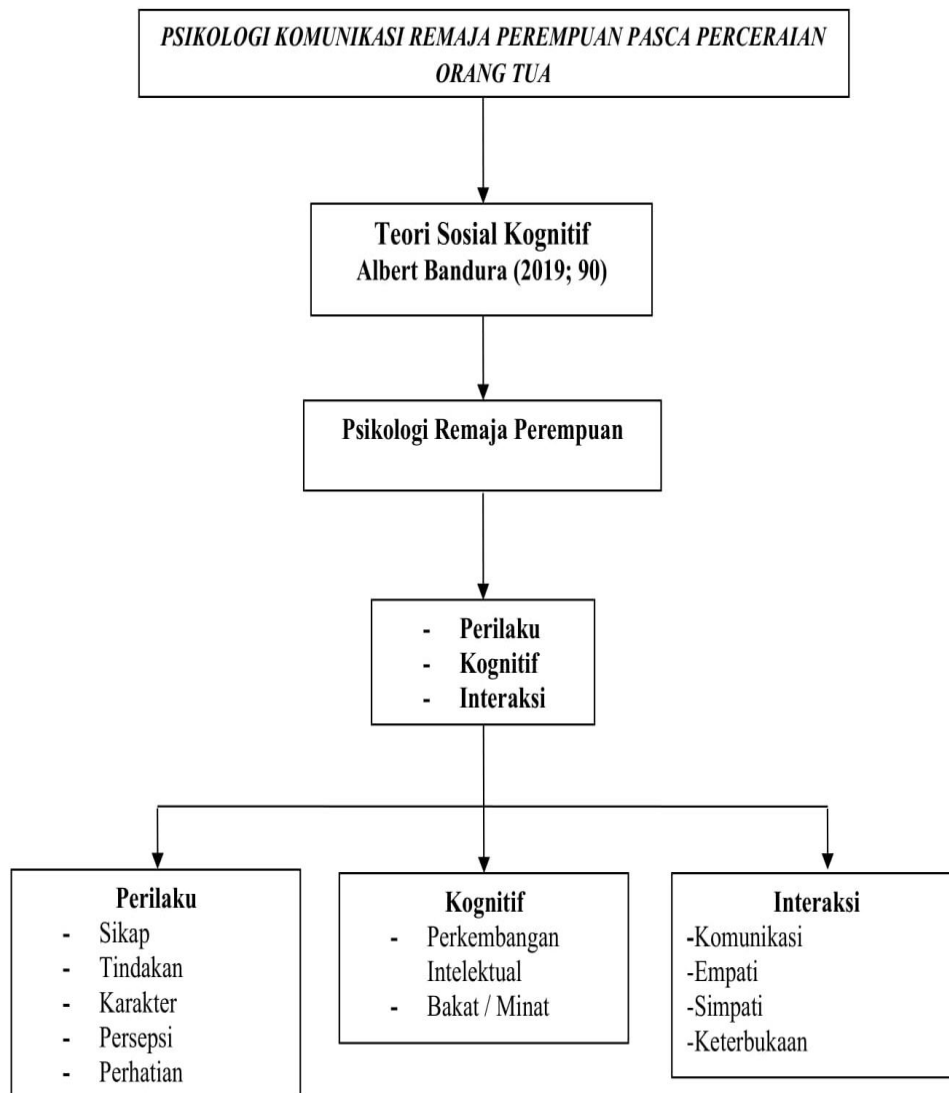 PSIKOLOGI KOMUNIKASI REMAJA PEREMPUAN PASCA PERCERAIAN
ORANG TUA
Teori Sosial Kognitif
Albert Bandura (2019; 90)
Psikologi Remaja Perempuan
- Perilaku
- Kognitif
- Interaksi
Perilaku
- Sikap
- Tindakan
- Karakter
- Persepsi
- Perhatian
Kognitif
- Perkembangan
Intelektual
- Bakat / Minat
Interaksi
-Komunikasi
-Empati
-Simpati
-Keterbukaan